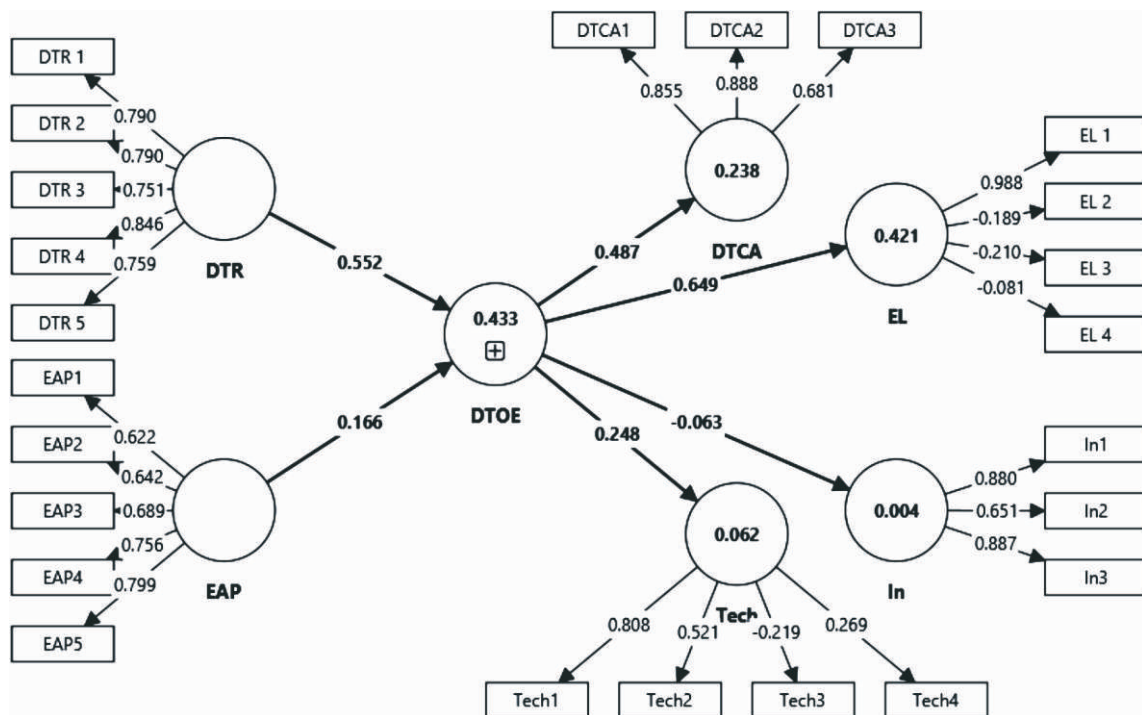 DTR 1
DTR 2
DTR 3
DTR 4
DTR 5
0.790
0.790
0.751
0.846
0.759
DTR
EAP1
EAP2
EAP3
EAP4
EAP5
0.622
0.642
0.689
0.756
0.799
EAP
0.552
0.166
0.433
DTOE
0.487
0.649
-0.063
0.248
DTCA1
DTCA2
DTCA3
0.855
0.888
0.681
0.238
DTCA
0.421
EL
0.988
-0.189
-0.210
-0.081
EL 1
EL 2
EL 3
EL 4
0.004
In
0.880
0.651
0.887
In1
In2
In3
0.062
Tech
0.808
0.521
-0.219
0.269
Tech1
Tech2
Tech3
Tech4